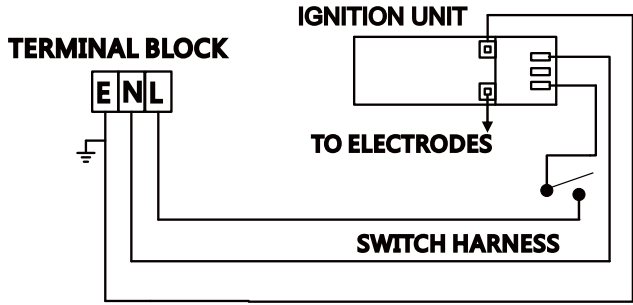 IGNITION UNIT
TERMINAL BLOCK
E N L
TO ELECTRODES
SWITCH HARNESS